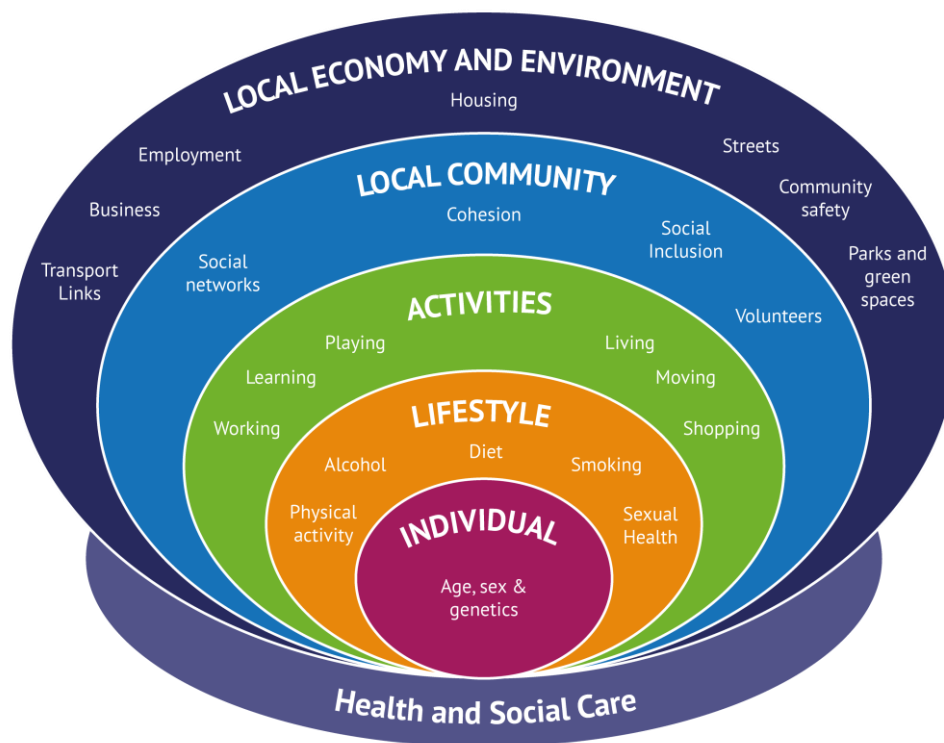 LOCAL ECONOMY AND ENVIRONMENT
Housing
Employment
Streets
Business
Community
safety
Transport
Links
Parks and
green
spaces
LOCAL COMMUNITY
Cohesion
Social
networks
Social
Inclusion
Volunteers
ACTIVITIES
Playing
Living
Learning
Moving
Working
Shopping
LIFESTYLE
Diet
Alcohol
Smoking
Physical
activity
Sexual
Health
INDIVIDUAL
Age, sex &
genetics
Health and Social Care